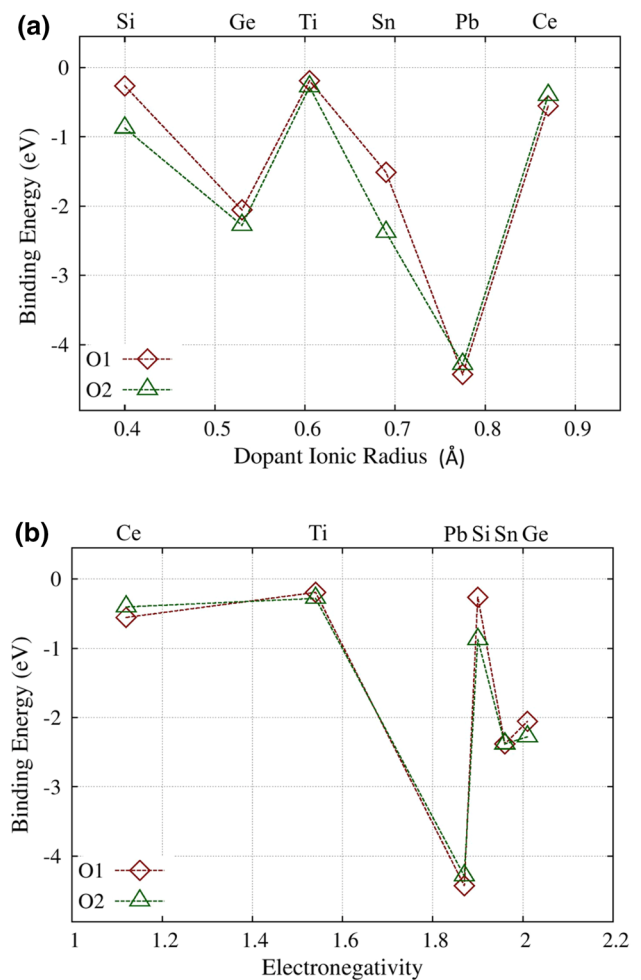 (a)
Si Ge Ti Sn Pb Ce
0
-1
-2
-3
-4
Binding Energy (eV)
O1
O2
0.4 0.5 0.6 0.7 0.8 0.9
Dopant Ionic Radius (Å)
(b)
Ce Ti Pb Si Sn Ge
0
-1
-2
-3
-4
Binding Energy (eV)
O1
O2
1 1.2 1.4 1.6 1.8 2 2.2
Electronegativity